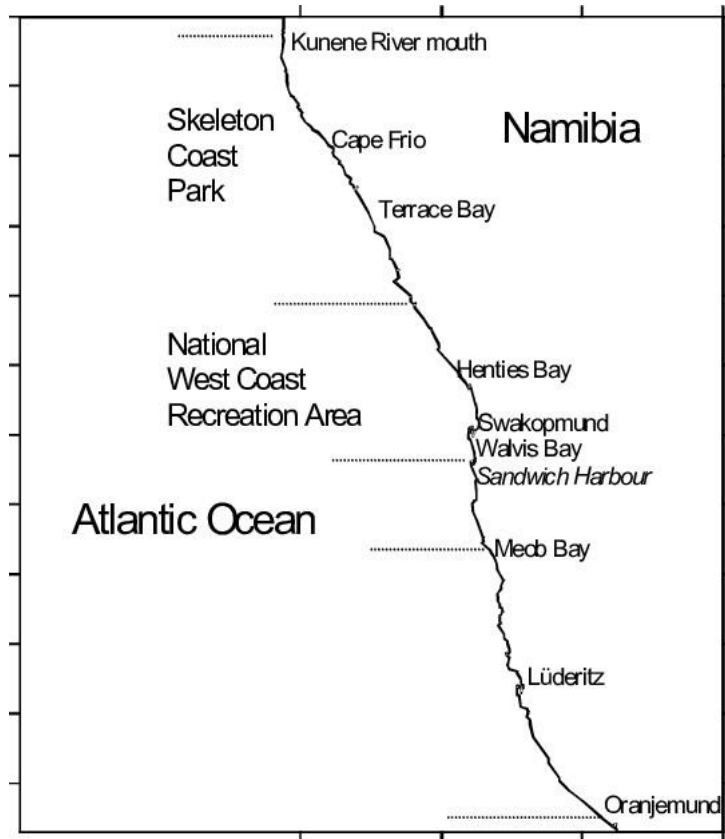 Kunene River mouth
Skeleton
Coast
Park
Namibia
Cape Frio
Terrace Bay
National
West Coast
Recreation Area
Henties Bay
Swakopmund
Walvis Bay
Sandwich Harbour
Atlantic Ocean
Meob Bay
Lüderitz
Oranjemund